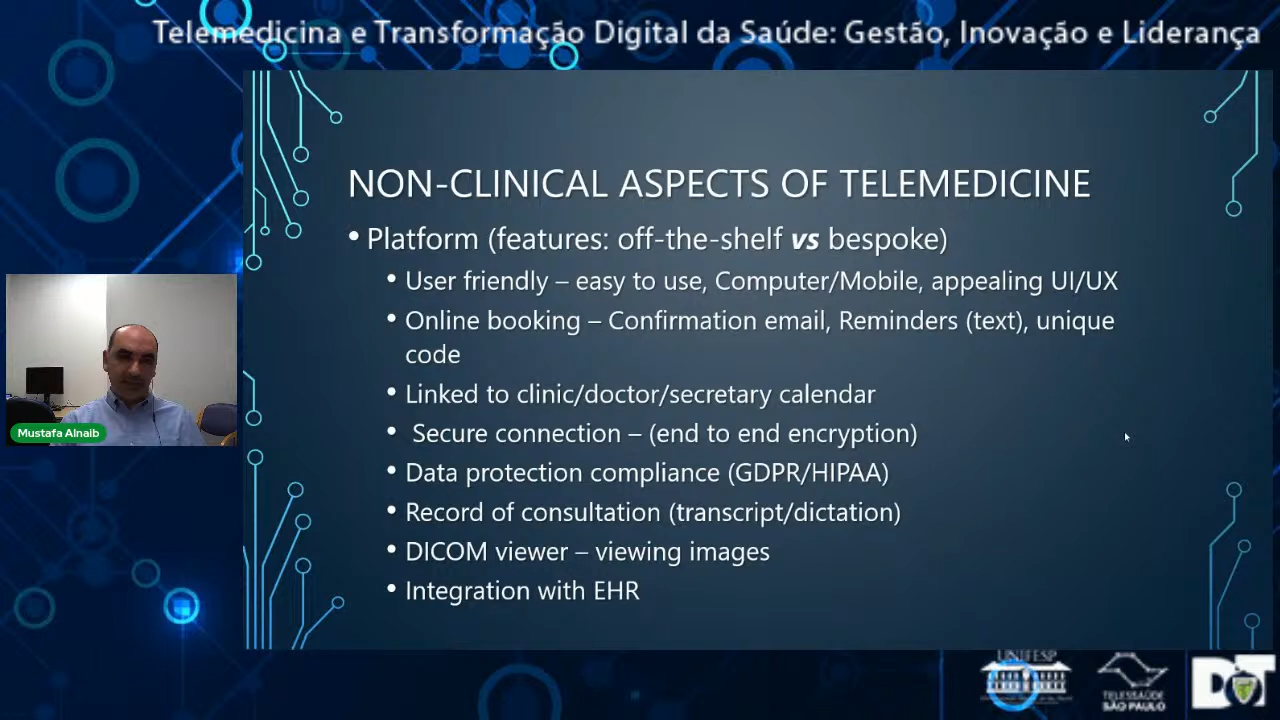 Telemedicina e Transformação Digital da Saúde: Gestão, Inovação e Liderança
NON-CLINICAL ASPECTS OF TELEMEDICINE
• Platform (features: off-the-shelf vs bespoke)
• User friendly – easy to use, Computer/Mobile, appealing UI/UX
• Online booking – Confirmation email, Reminders (text), unique
code
• Linked to clinic/doctor/secretary calendar
• Secure connection – (end to end encryption)
• Data protection compliance (GDPR/HIPAA)
• Record of consultation (transcript/dictation)
• DICOM viewer – viewing images
• Integration with EHR
Mustafa Alnaib
UNIFESP
TELESSAÚDE
SÃO PAULO
DOT